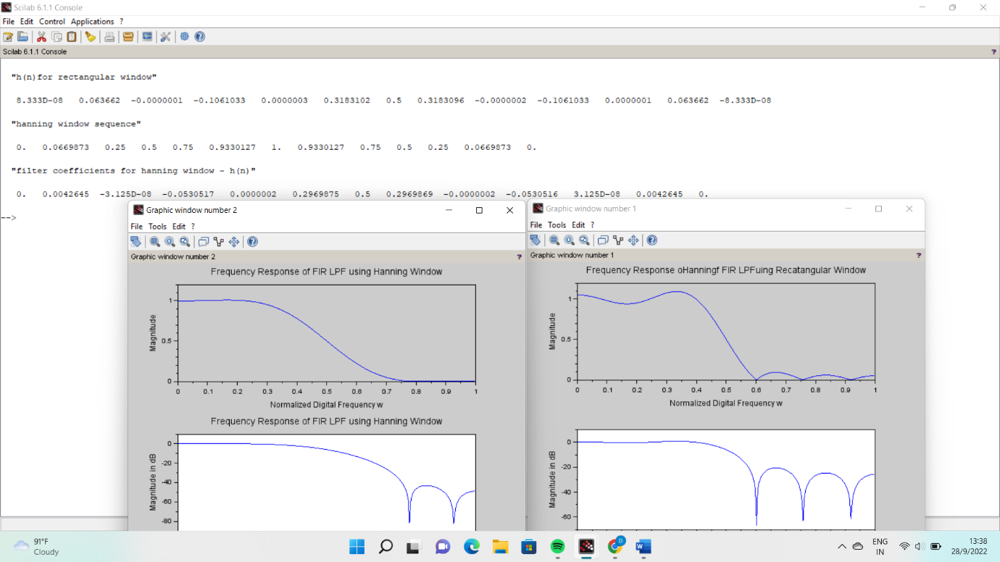 Scilab 6.1.1 Console
File Edit Control Applications ?
Scilab 6.1.1 Console ?
"h(n)for rectangular window"
8.333D-08 0.063662 -0.0000001 -0.1061033 0.0000003 0.3183102 0.5 0.3183096 -0.0000002 -0.1061033 0.0000001 0.063662 -8.333D-08
"hanning window sequence"
0. 0.0669873 0.25 0.5 0.75 0.9330127 1. 0.9330127 0.75 0.5 0.25 0.0669873 0.
"filter coefficients for hanning window - h(n)"
0. 0.0042645 -3.125D-08 -0.0530517 0.0000002 0.2969875 0.5 0.2969869 -0.0000002 -0.0530516 3.125D-08 0.0042645 0.
-->
Graphic window number 2
File Tools Edit ?
Graphic window number 2 ?
Frequency Response of FIR LPF using Hanning Window
Magnitude
1
0.5
0
0 0.1 0.2 0.3 0.4 0.5 0.6 0.7 0.8 0.9 1
Normalized Digital Frequency w
Frequency Response of FIR LPF using Hanning Window
Magnitude in dB
0
-20
-40
-60
-80
Graphic window number 1
File Tools Edit ?
Graphic window number 1 ?
Frequency Response oHanningf FIR LPFuing Recatangular Window
Magnitude
1
0.5
0
0 0.1 0.2 0.3 0.4 0.5 0.6 0.7 0.8 0.9 1
Normalized Digital Frequency w
Magnitude in dB
0
-20
-40
-60
91°F
Cloudy
D
W
ENG
IN
13:38
28/9/2022